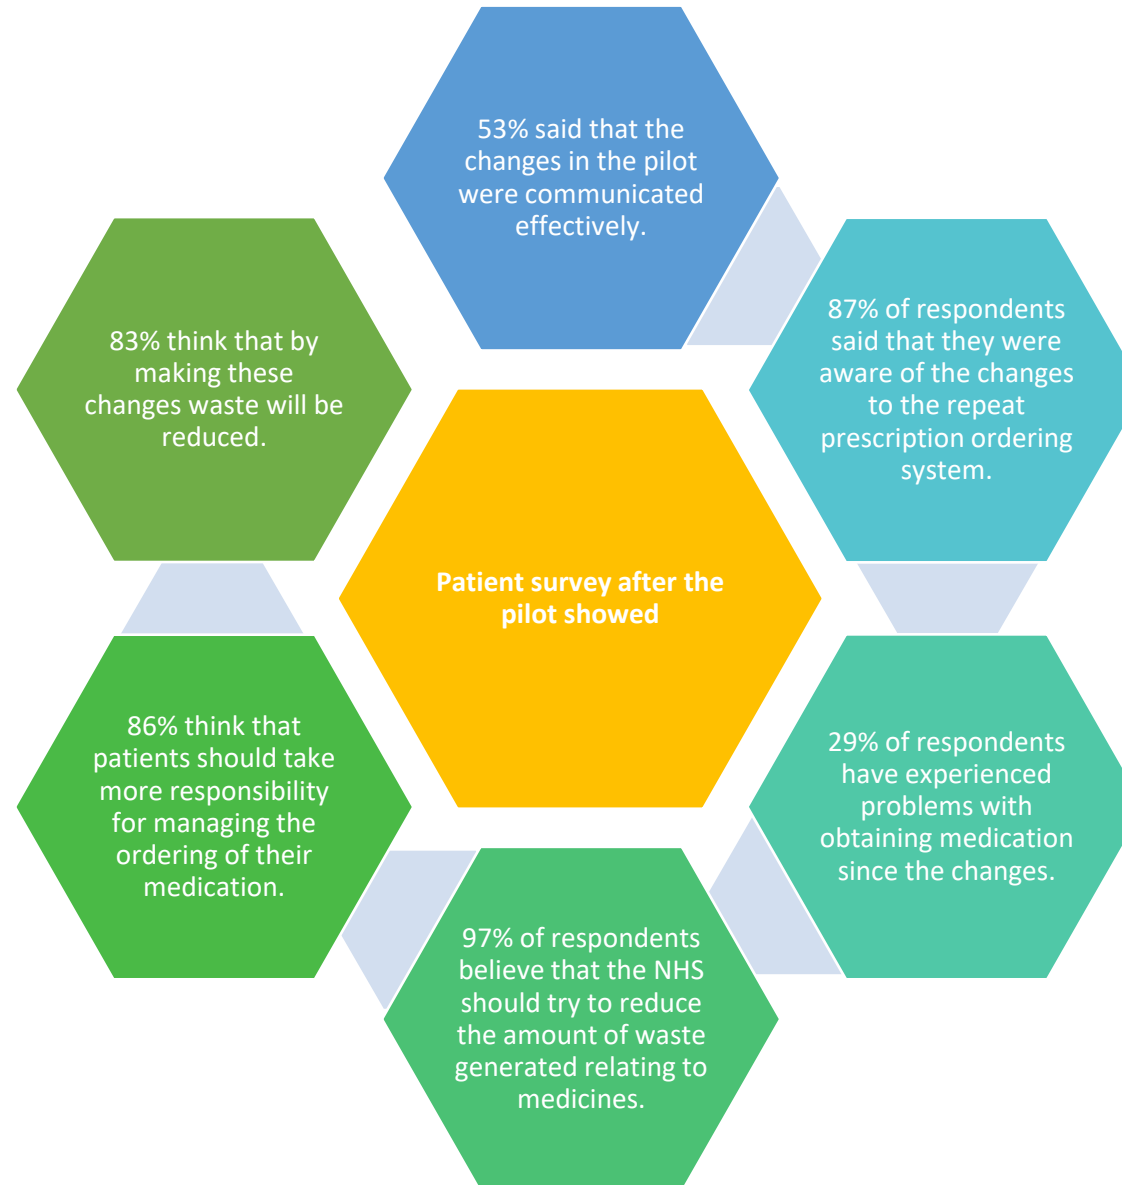 53% said that the
changes in the pilot
were communicated
effectively.
87% of respondents
said that they were
aware of the changes
to the repeat
prescription ordering
system.
29% of respondents
have experienced
problems with
obtaining medication
since the changes.
97% of respondents
believe that the NHS
should try to reduce
the amount of waste
generated relating to
medicines.
86% think that
patients should take
more responsibility
for managing the
ordering of their
medication.
83% think that by
making these
changes waste will be
reduced.
Patient survey after the
pilot showed